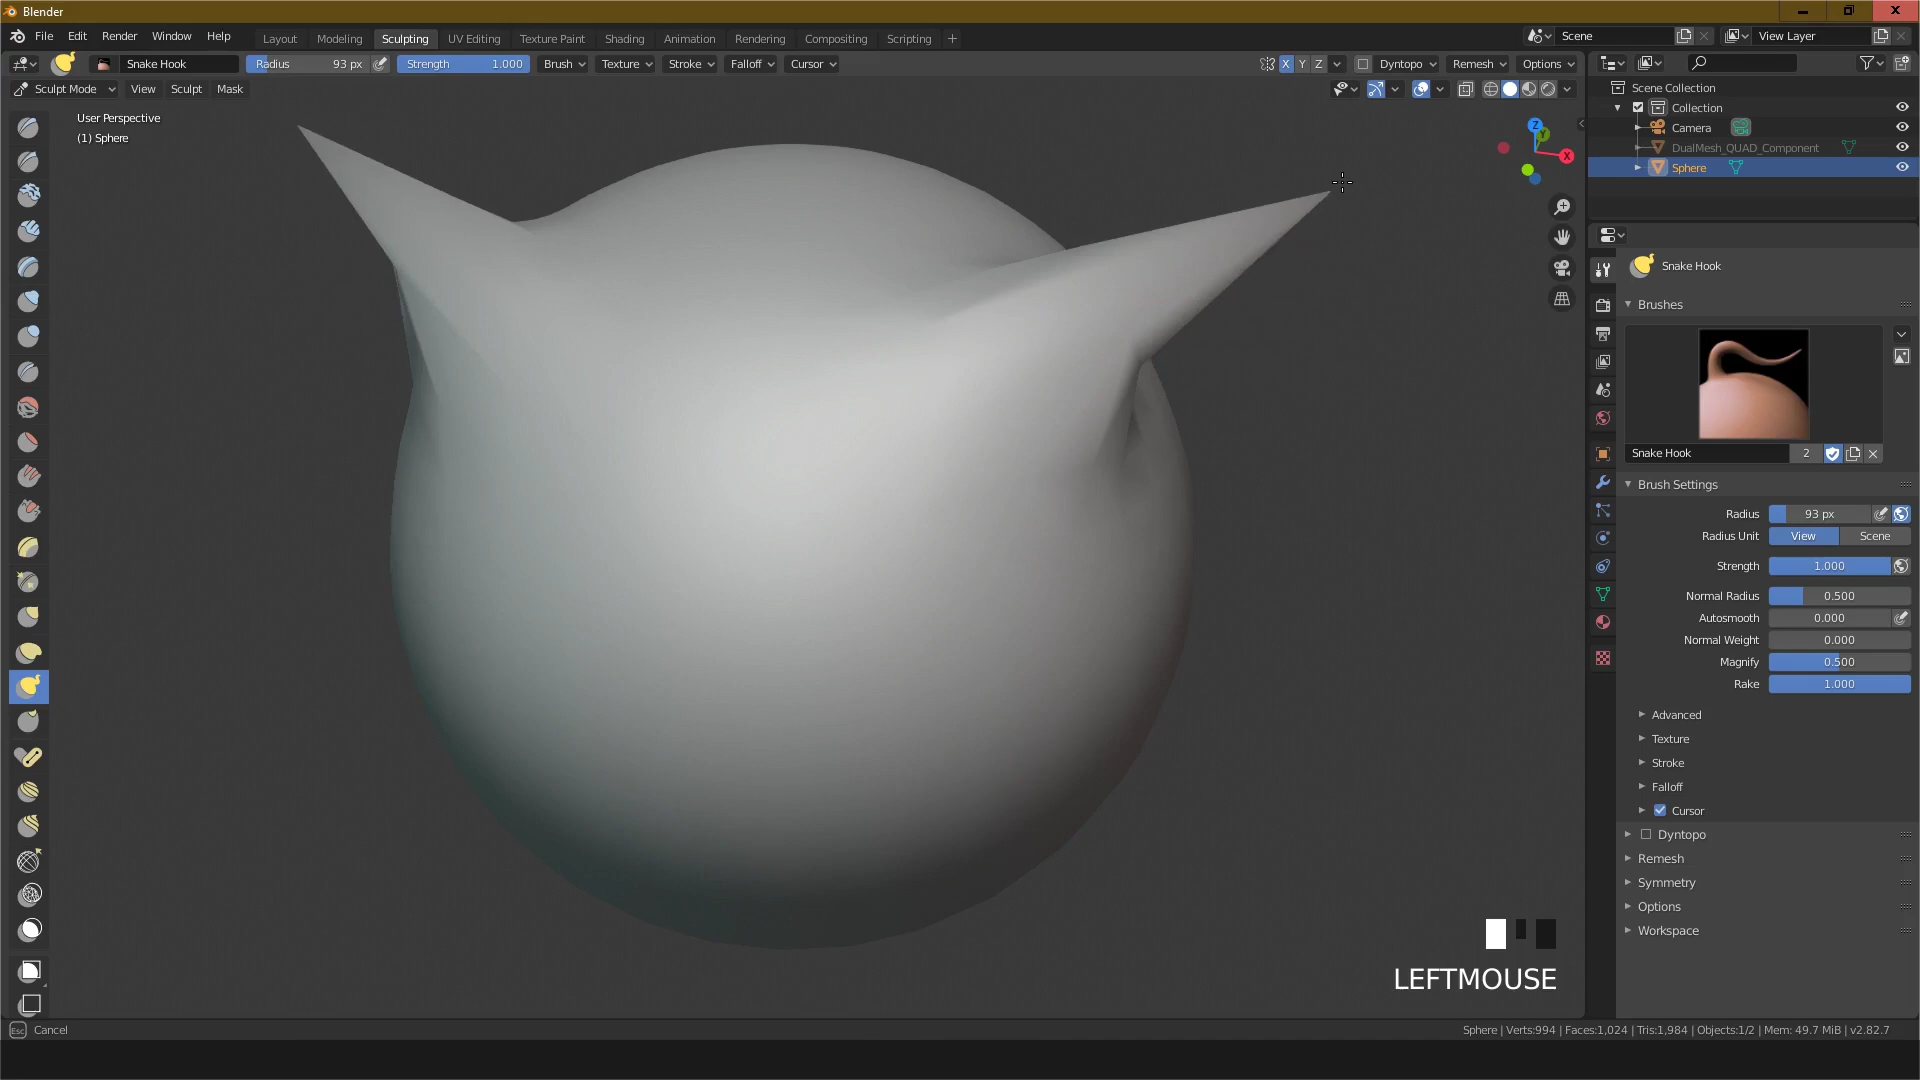 Blender
File Edit Render Window Help Layout Modeling Sculpting UV Editing Texture Paint Shading Animation Rendering Compositing Scripting + Scene View Layer
Snake Hook Radius 93 px Strength 1.000 Brush Texture Stroke Falloff Cursor X Y Z Dyntopo Remesh Options
Sculpt Mode View Sculpt Mask
User Perspective
(1) Sphere
Z
Y
X
Scene Collection
Collection
Camera
DualMesh_QUAD_Component
Sphere
Snake Hook
Brushes
Snake Hook 2
Brush Settings
Radius 93 px
Radius Unit View Scene
Strength 1.000
Normal Radius 0.500
Autosmooth 0.000
Normal Weight 0.000
Magnify 0.500
Rake 1.000
Advanced
Texture
Stroke
Falloff
Cursor
Dyntopo
Remesh
Symmetry
Options
Workspace
LEFTMOUSE
Esc Cancel
Sphere | Verts:994 | Faces:1,024 | Tris:1,984 | Objects:1/2 | Mem: 49.7 MiB | v2.82.7